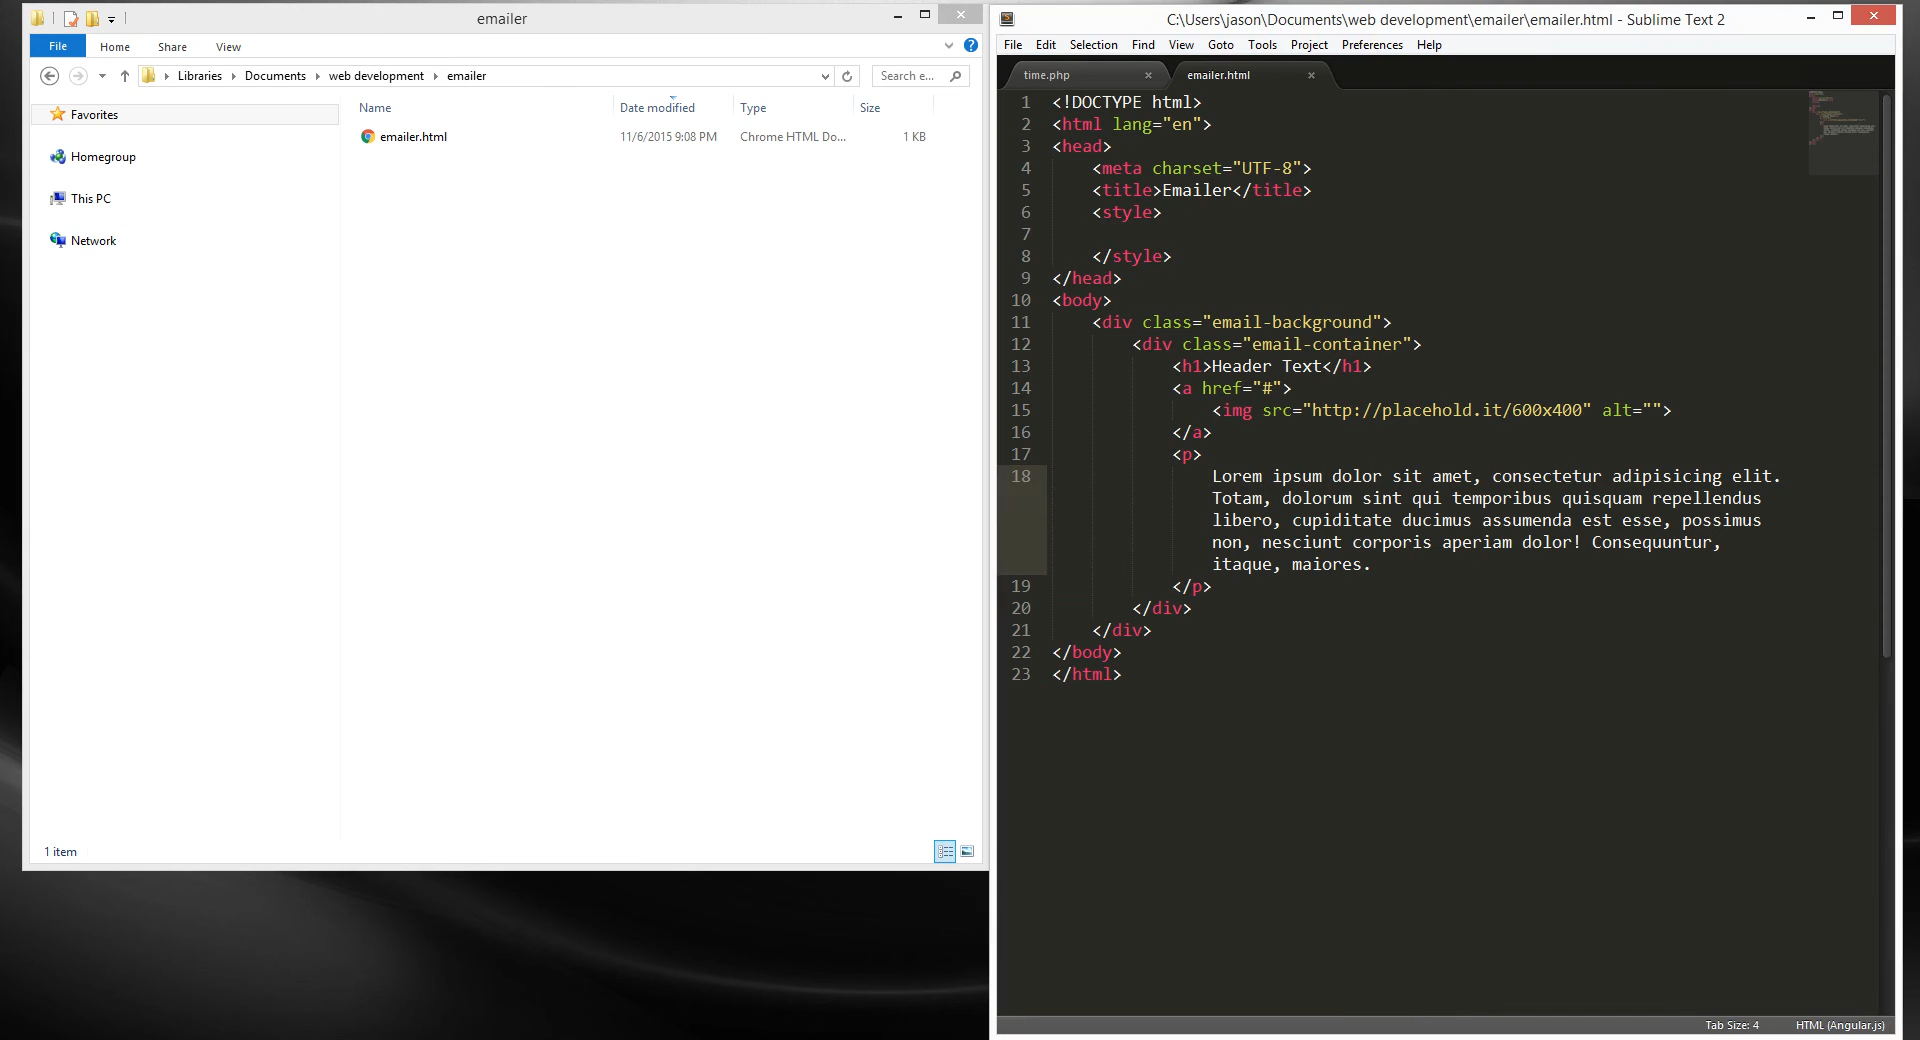 emailer
File Home Share View
Libraries Documents web development emailer
Search e...
Name Date modified Type Size
Favorites
emailer.html 11/6/2015 9:08 PM Chrome HTML Do... 1 KB
Homegroup
This PC
Network
1 item
C:\Users\jason\Documents\web development\emailer\emailer.html - Sublime Text 2
File Edit Selection Find View Goto Tools Project Preferences Help
time.php × emailer.html ×
1 <!DOCTYPE html>
2 <html lang="en">
3 <head>
4 <meta charset="UTF-8">
5 <title>Emailer</title>
6 <style>
7
8 </style>
9 </head>
10 <body>
11 <div class="email-background">
12 <div class="email-container">
13 <h1>Header Text</h1>
14 <a href="#">
15 <img src="http://placehold.it/600x400" alt="">
16 </a>
17 <p>
18 Lorem ipsum dolor sit amet, consectetur adipisicing elit.
Totam, dolorum sint qui temporibus quisquam repellendus
libero, cupiditate ducimus assumenda est esse, possimus
non, nesciunt corporis aperiam dolor! Consequuntur,
itaque, maiores.
19 </p>
20 </div>
21 </div>
22 </body>
23 </html>
Tab Size: 4 HTML (Angular.js)